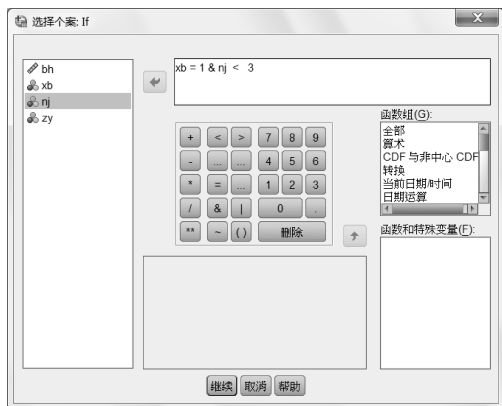 选择个案: If
bh
xb
nj
zy
xb = 1 & nj < 3
函数组(G):
全部
算术
CDF 与非中心 CDF
转换
当前日期/时间
日期运算
+ < > 7 8 9
- ... ... 4 5 6
* = ... 1 2 3
/ & | 0 .
** ~ ( ) 删除
函数和特殊变量(F):
继续 取消 帮助